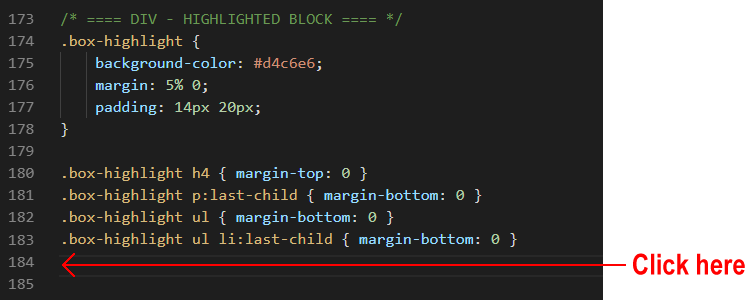 173 /* ==== DIV - HIGHLIGHTED BLOCK ==== */
174 .box-highlight {
175     background-color: #d4c6e6;
176     margin: 5% 0;
177     padding: 14px 20px;
178 }
179
180 .box-highlight h4 { margin-top: 0 }
181 .box-highlight p:last-child { margin-bottom: 0 }
182 .box-highlight ul { margin-bottom: 0 }
183 .box-highlight ul li:last-child { margin-bottom: 0 }
184 Click here
185